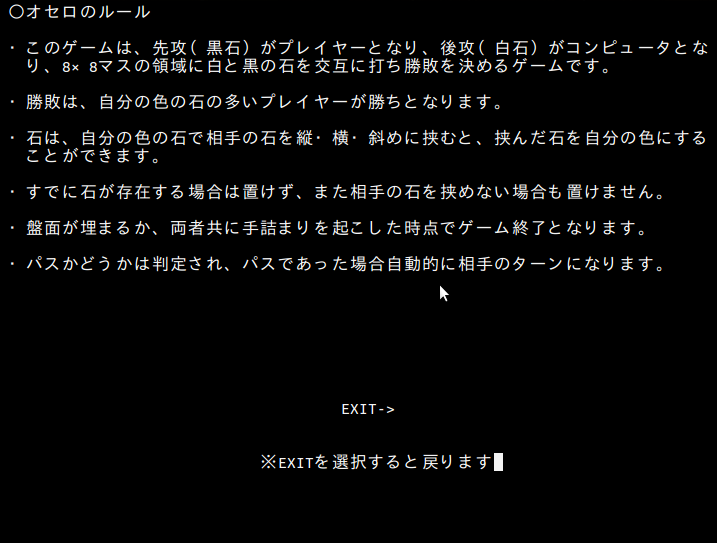 〇オセロのルール
・このゲームは、先攻(黒石)がプレイヤーとなり、後攻(白石)がコンピュータとな
り、8×8マスの領域に白と黒の石を交互に打ち勝敗を決めるゲームです。
・勝敗は、自分の色の石の多いプレイヤーが勝ちとなります。
・石は、自分の色の石で相手の石を縦・横・斜めに挟むと、挟んだ石を自分の色にする
ことができます。
・すでに石が存在する場合は置けず、また相手の石を挟めない場合も置けません。
・盤面が埋まるか、両者共に手詰まりを起こした時点でゲーム終了となります。
・パスかどうかは判定され、パスであった場合自動的に相手のターンになります。
EXIT->
※EXITを選択すると戻ります